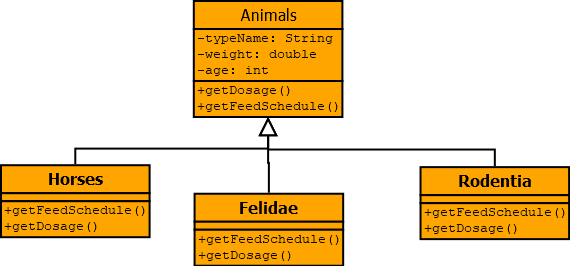 Animals
-typeName: String
-weight: double
-age: int
+getDosage()
+getFeedSchedule()
Horses
+getFeedSchedule()
+getDosage()
Felidae
+getFeedSchedule()
+getDosage()
Rodentia
+getFeedSchedule()
+getDosage()